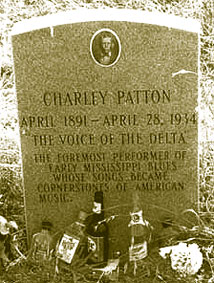 CHARLEY PATTON
APRIL 1891 – APRIL 28, 1934
"THE VOICE OF THE DELTA"
THE FOREMOST PERFORMER OF
EARLY MISSISSIPPI BLUES
WHOSE SONGS BECAME
CORNERSTONES OF AMERICAN
MUSIC.